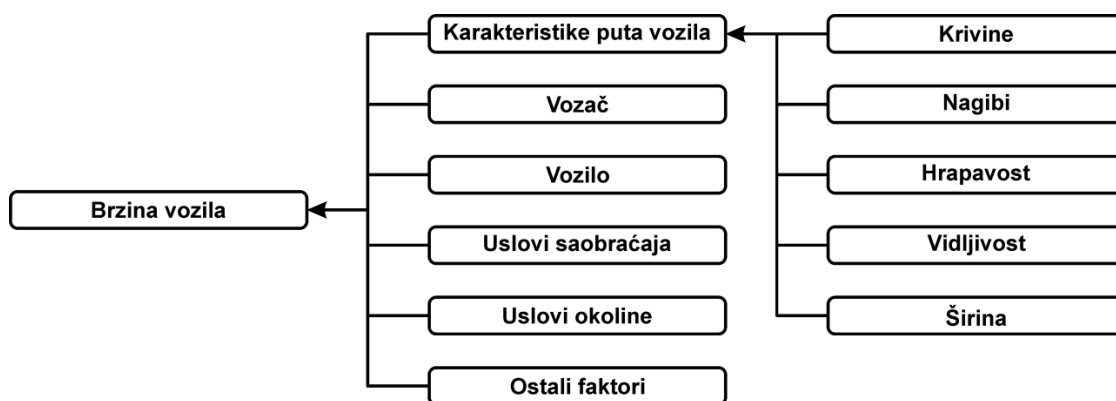 Karakteristike puta vozila
Krivine
Vozač
Nagibi
Vozilo
Hrapavost
Brzina vozila
Uslovi saobraćaja
Vidljivost
Uslovi okoline
Širina
Ostali faktori